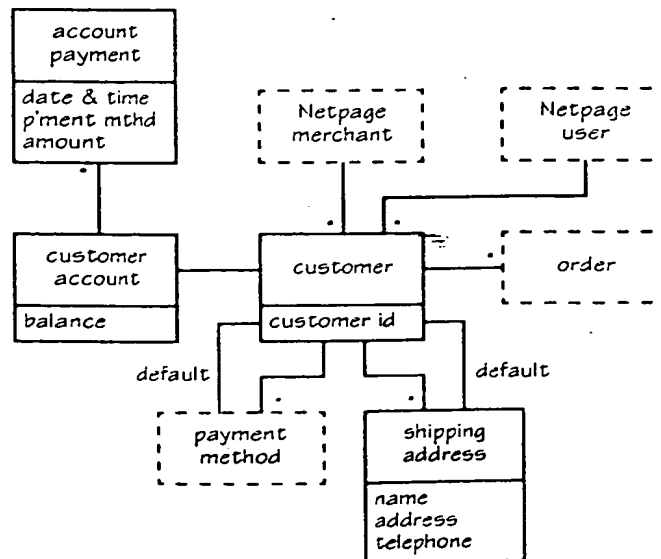 account
payment
date & time
p'ment mthd
amount
Netpage
merchant
Netpage
user
customer
account
balance
customer
customer id
order
default
default
payment
method
shipping
address
name
address
telephone